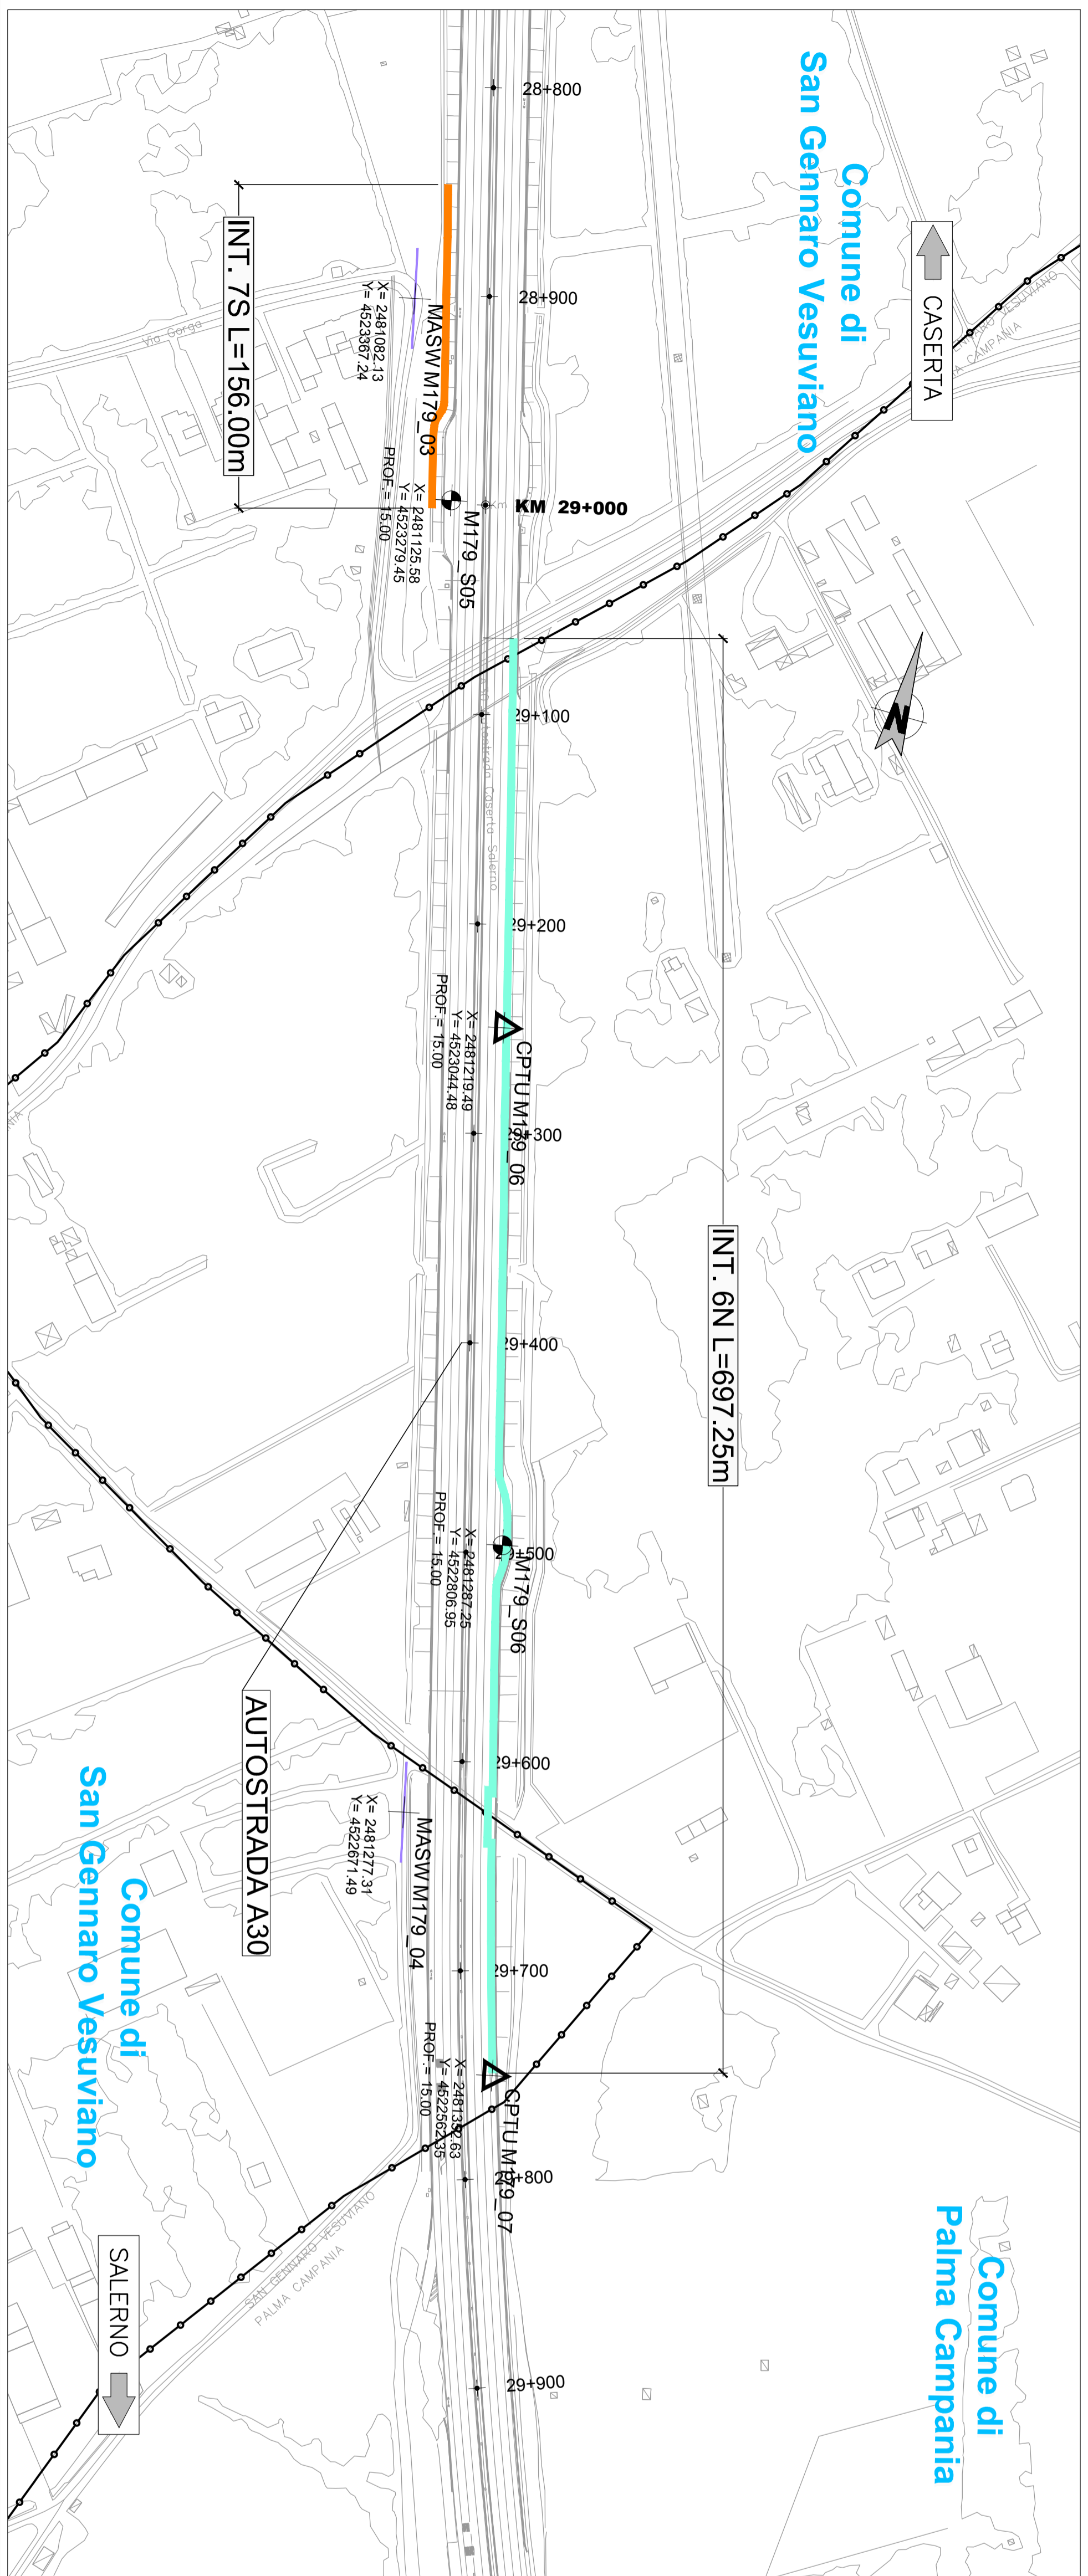 Comune di
San Gennaro Vesuviano
CASERTA
28+800
28+900
MASW M179_03
X= 2481082.13
Y= 4523367.24
INT. 7S L=156.00m
Via Gorga
KM 29+000
Km
M179_S05
X= 2481125.58
Y= 4523279.45
PROF.= 15.00
N
29+100
Autostrada Caserta-Salerno
29+200
CPTU M179_06
X= 2481219.49
Y= 4523044.48
PROF.= 15.00
29+300
INT. 6N L=697.25m
29+400
29+500
M179_S06
X= 2481287.25
Y= 4522806.95
PROF.= 15.00
AUTOSTRADA A30
29+600
MASW M179_04
X= 2481277.31
Y= 4522671.49
29+700
CPTU M179_07
Y= 4522562.35
PROF.= 15.00
29+800
Comune di
San Gennaro Vesuviano
SAN GENNARO VESUVIANO
PALMA CAMPANIA
SALERNO
Comune di
Palma Campania
29+900